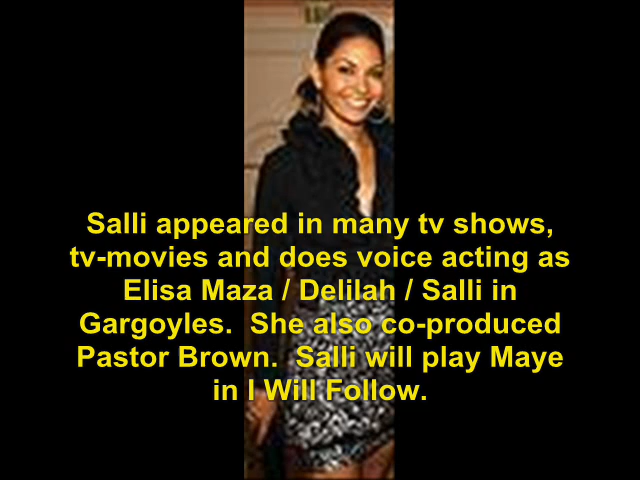 Salli appeared in many tv shows,
tv-movies and does voice acting as
Elisa Maza / Delilah / Salli in
Gargoyles.  She also co-produced
Pastor Brown.  Salli will play Maye
in I Will Follow.